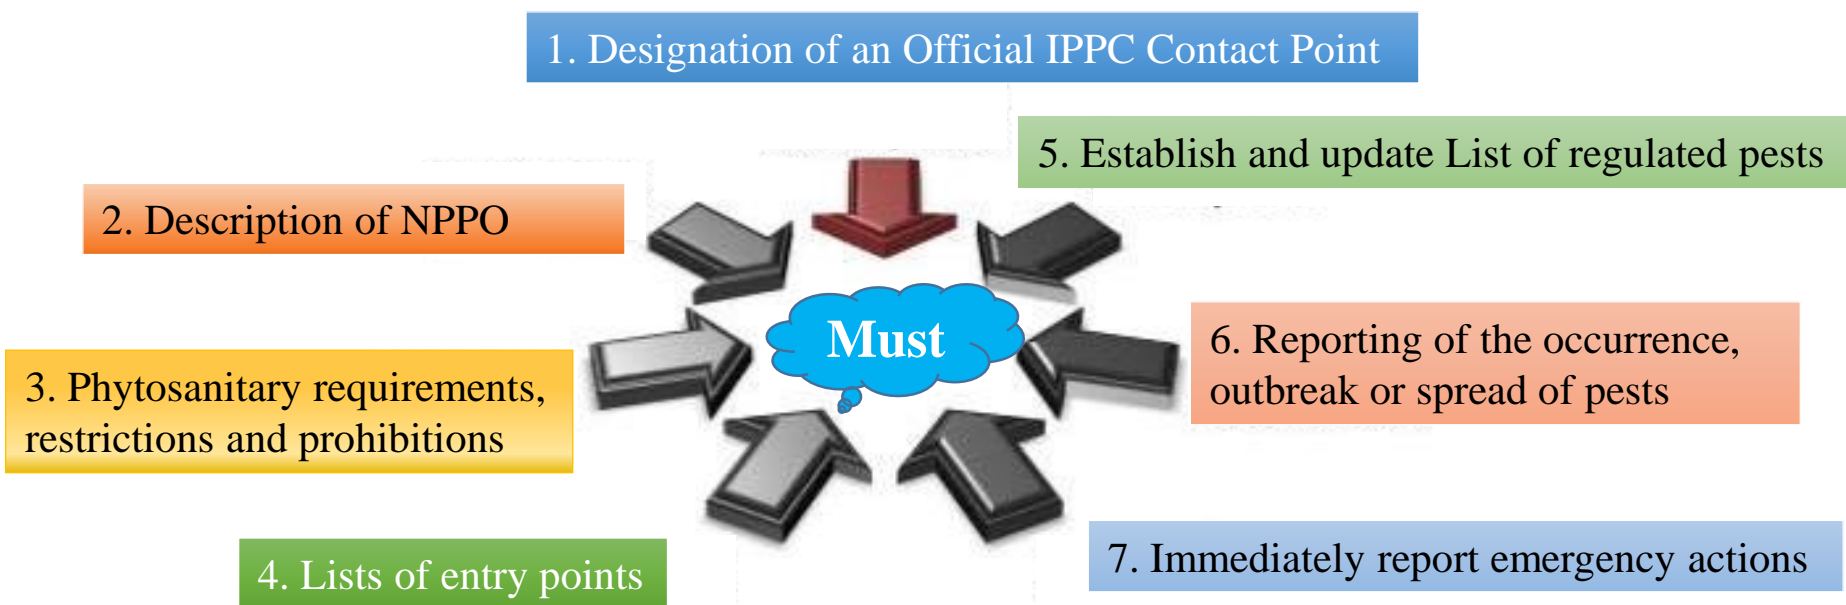 1. Designation of an Official IPPC Contact Point
2. Description of NPPO
3. Phytosanitary requirements,
restrictions and prohibitions
4. Lists of entry points
5. Establish and update List of regulated pests
6. Reporting of the occurrence,
outbreak or spread of pests
7. Immediately report emergency actions
Must